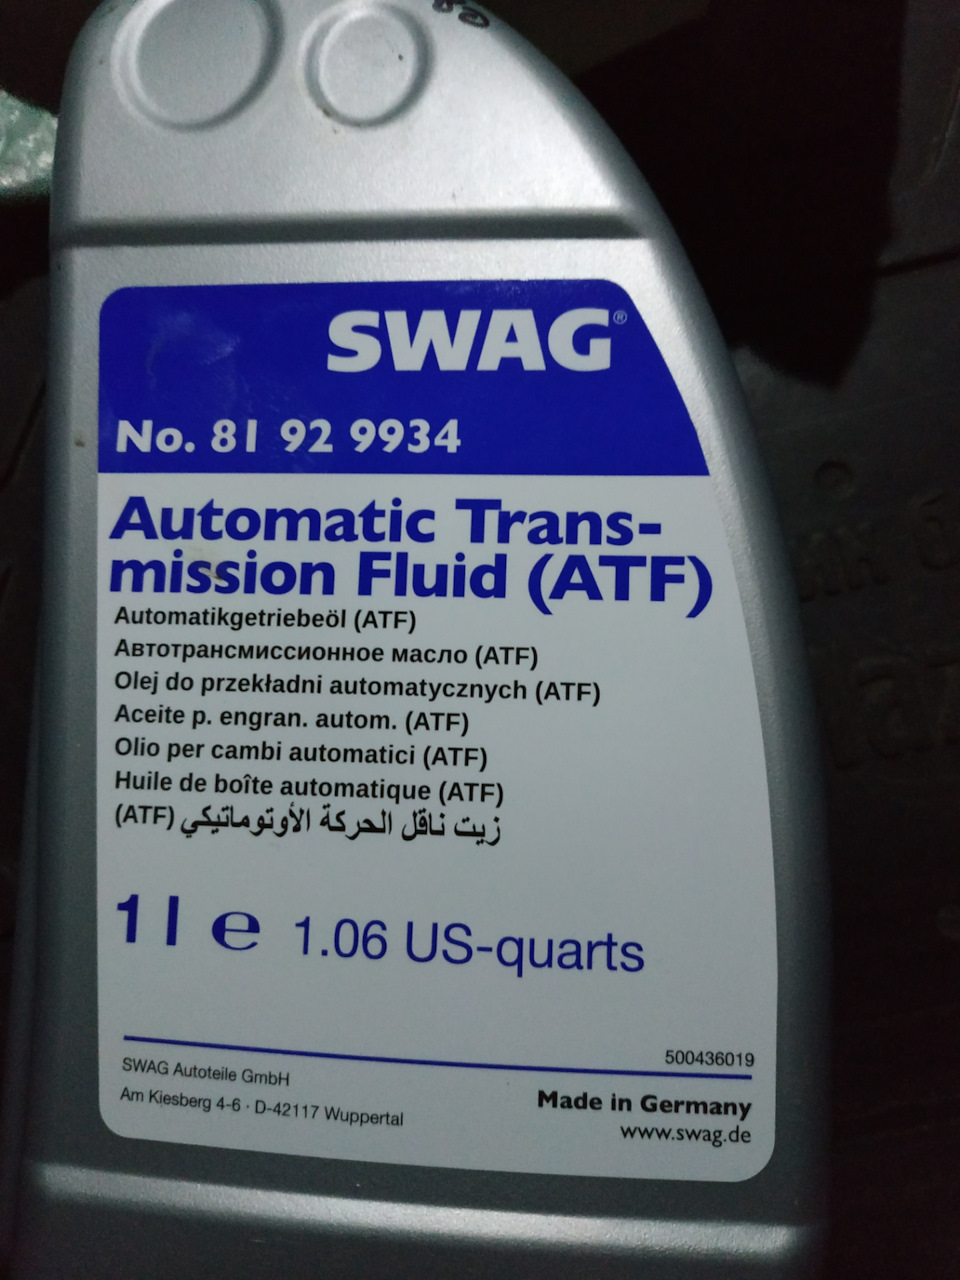 SWAG®
No. 81 92 9934
Automatic Trans-
mission Fluid (ATF)
Automatikgetriebeöl (ATF)
Автотрансмиссионное масло (ATF)
Olej do przekładni automatycznych (ATF)
Aceite p. engran. autom. (ATF)
Olio per cambi automatici (ATF)
Huile de boîte automatique (ATF)
زيت ناقل الحركة الأوتوماتيكي (ATF)
1 l ℮ 1.06 US-quarts
500436019
SWAG Autoteile GmbH
Am Kiesberg 4-6 · D-42117 Wuppertal
Made in Germany
www.swag.de